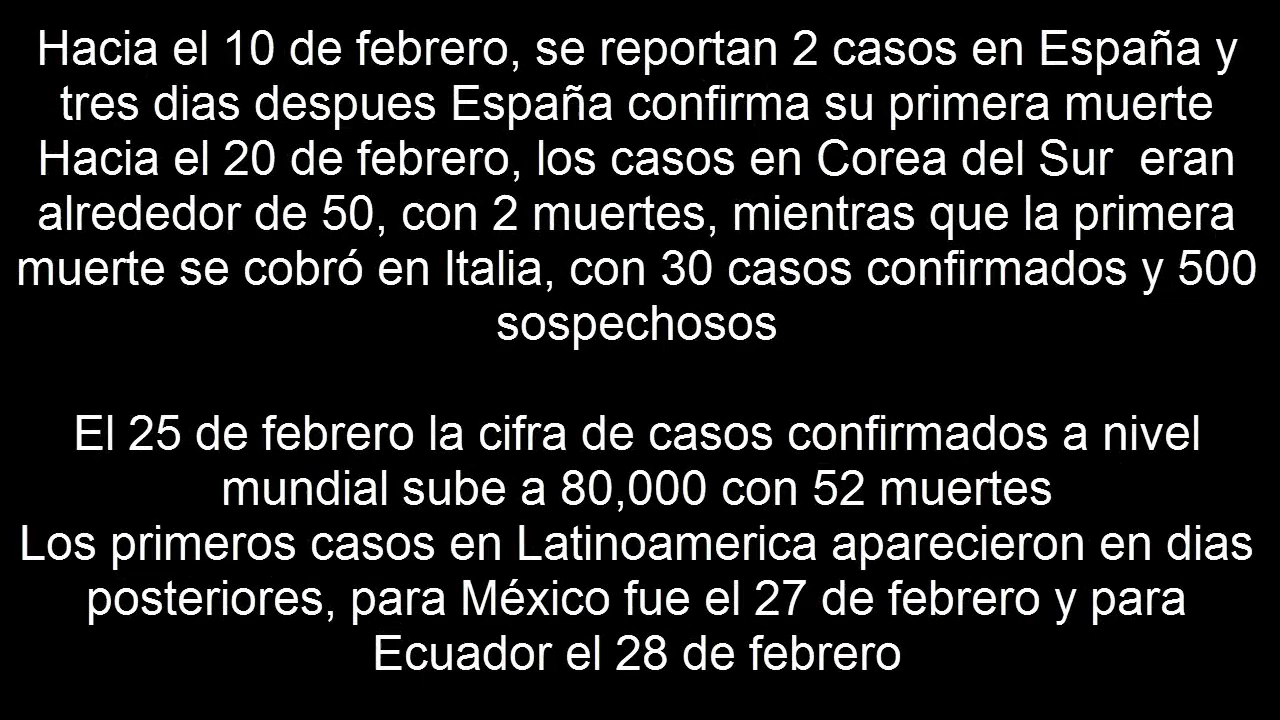 Hacia el 10 de febrero, se reportan 2 casos en España y
tres dias despues España confirma su primera muerte
Hacia el 20 de febrero, los casos en Corea del Sur  eran
alrededor de 50, con 2 muertes, mientras que la primera
muerte se cobró en Italia, con 30 casos confirmados y 500
sospechosos
El 25 de febrero la cifra de casos confirmados a nivel
mundial sube a 80,000 con 52 muertes
Los primeros casos en Latinoamerica aparecieron en dias
posteriores, para México fue el 27 de febrero y para
Ecuador el 28 de febrero